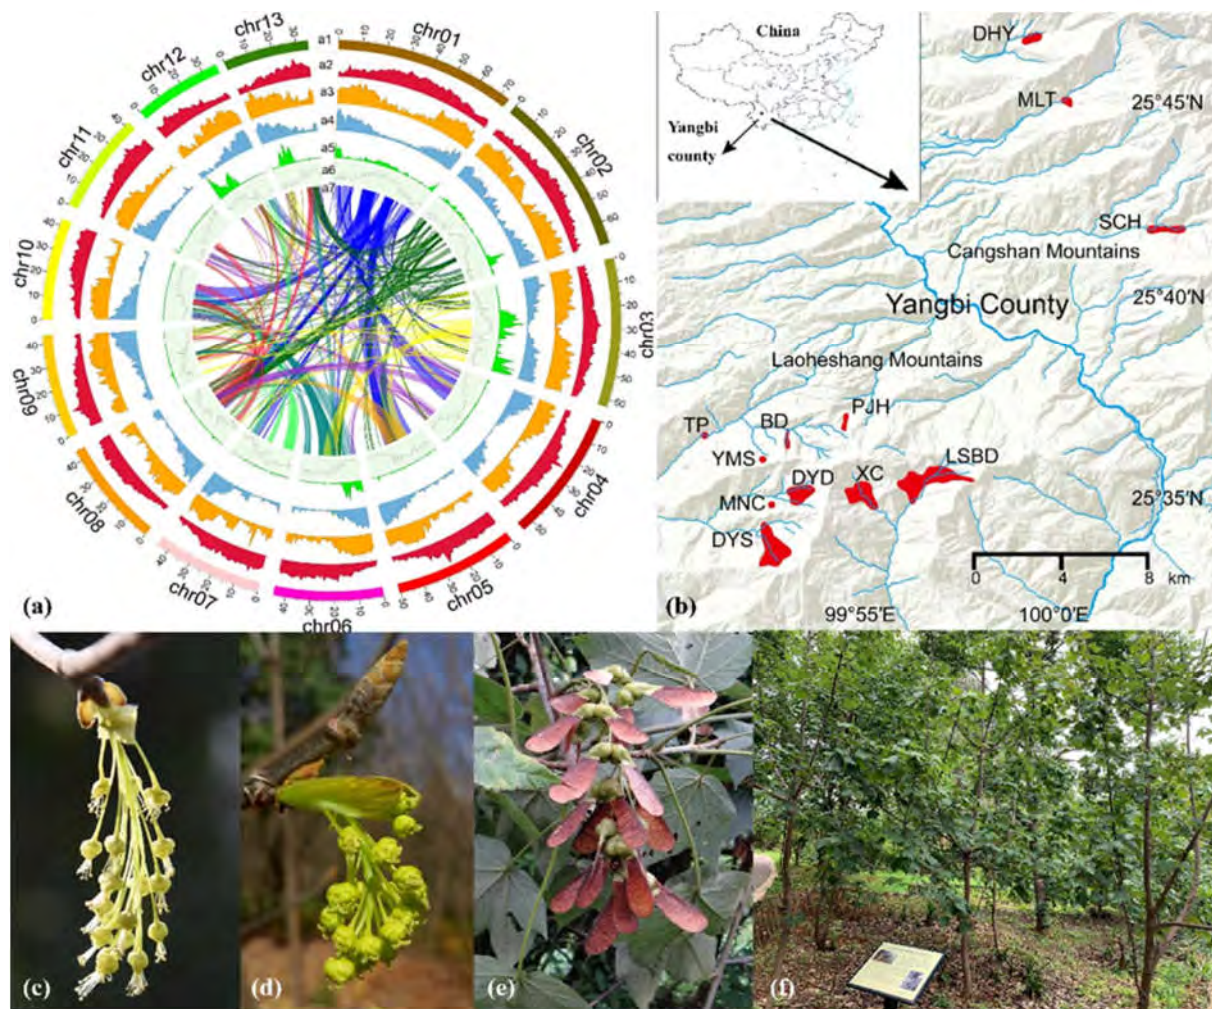 chr13
a1
chr01
chr12
a2
a3
chr11
a4
chr02
a5
a6
a7
chr10
chr03
chr09
chr04
chr08
chr07
chr05
chr06
(a)
China
Yangbi
county
DHY
MLT
25°45′N
SCH
Cangshan Mountains
Yangbi County
25°40′N
Laoheshang Mountains
PJH
TP
BD
YMS
LSBD
DYD
XC
MNC
25°35′N
DYS
0 4 8 km
(b)
99°55′E
100°0′E
(c)
(d)
(e)
(f)